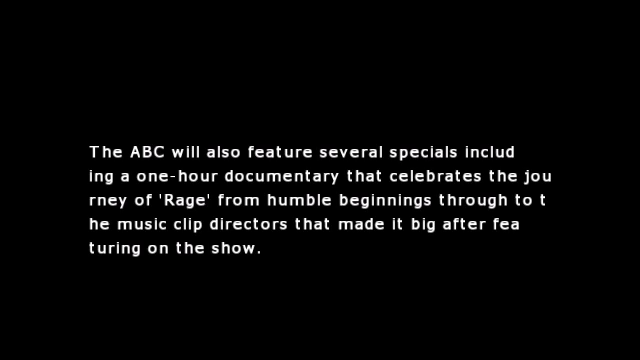 The ABC will also feature several specials includ
ing a one-hour documentary that celebrates the jou
rney of 'Rage' from humble beginnings through to t
he music clip directors that made it big after fea
turing on the show.